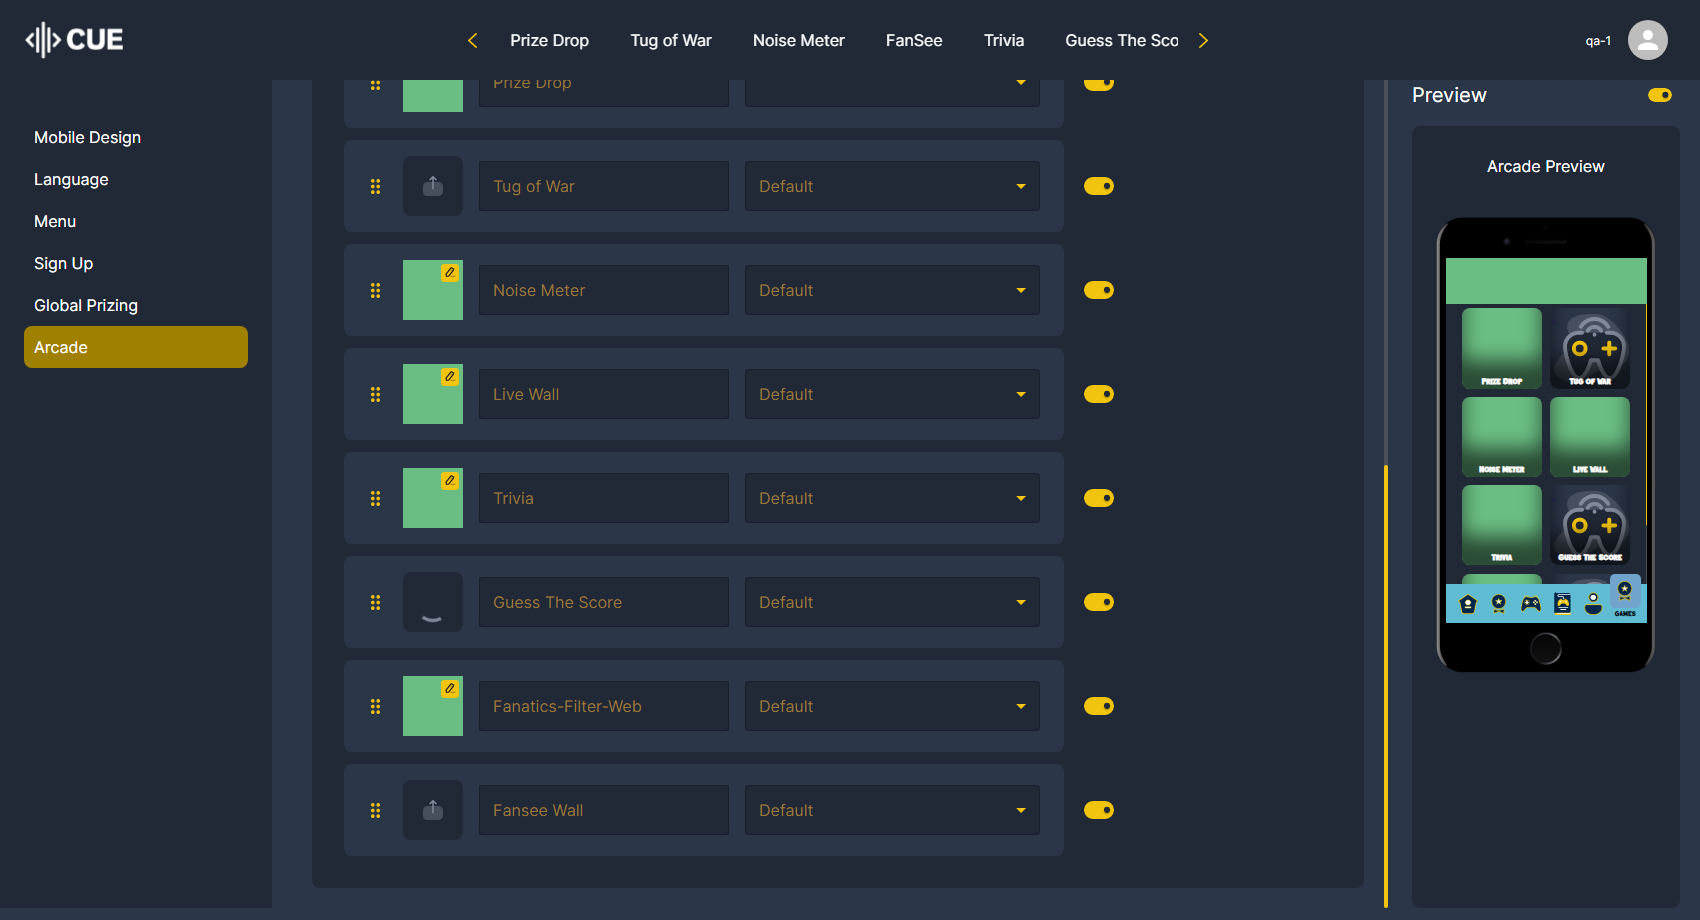 CUE
Prize Drop
Tug of War
Noise Meter
FanSee
Trivia
Guess The Sco
qa-1
Mobile Design
Language
Menu
Sign Up
Global Prizing
Arcade
Prize Drop
Tug of War
Default
Noise Meter
Default
Live Wall
Default
Trivia
Default
Guess The Score
Default
Fanatics-Filter-Web
Default
Fansee Wall
Default
Preview
Arcade Preview
Prize Drop
Tug of War
Noise Meter
Live Wall
Trivia
Guess The Score
GAMES